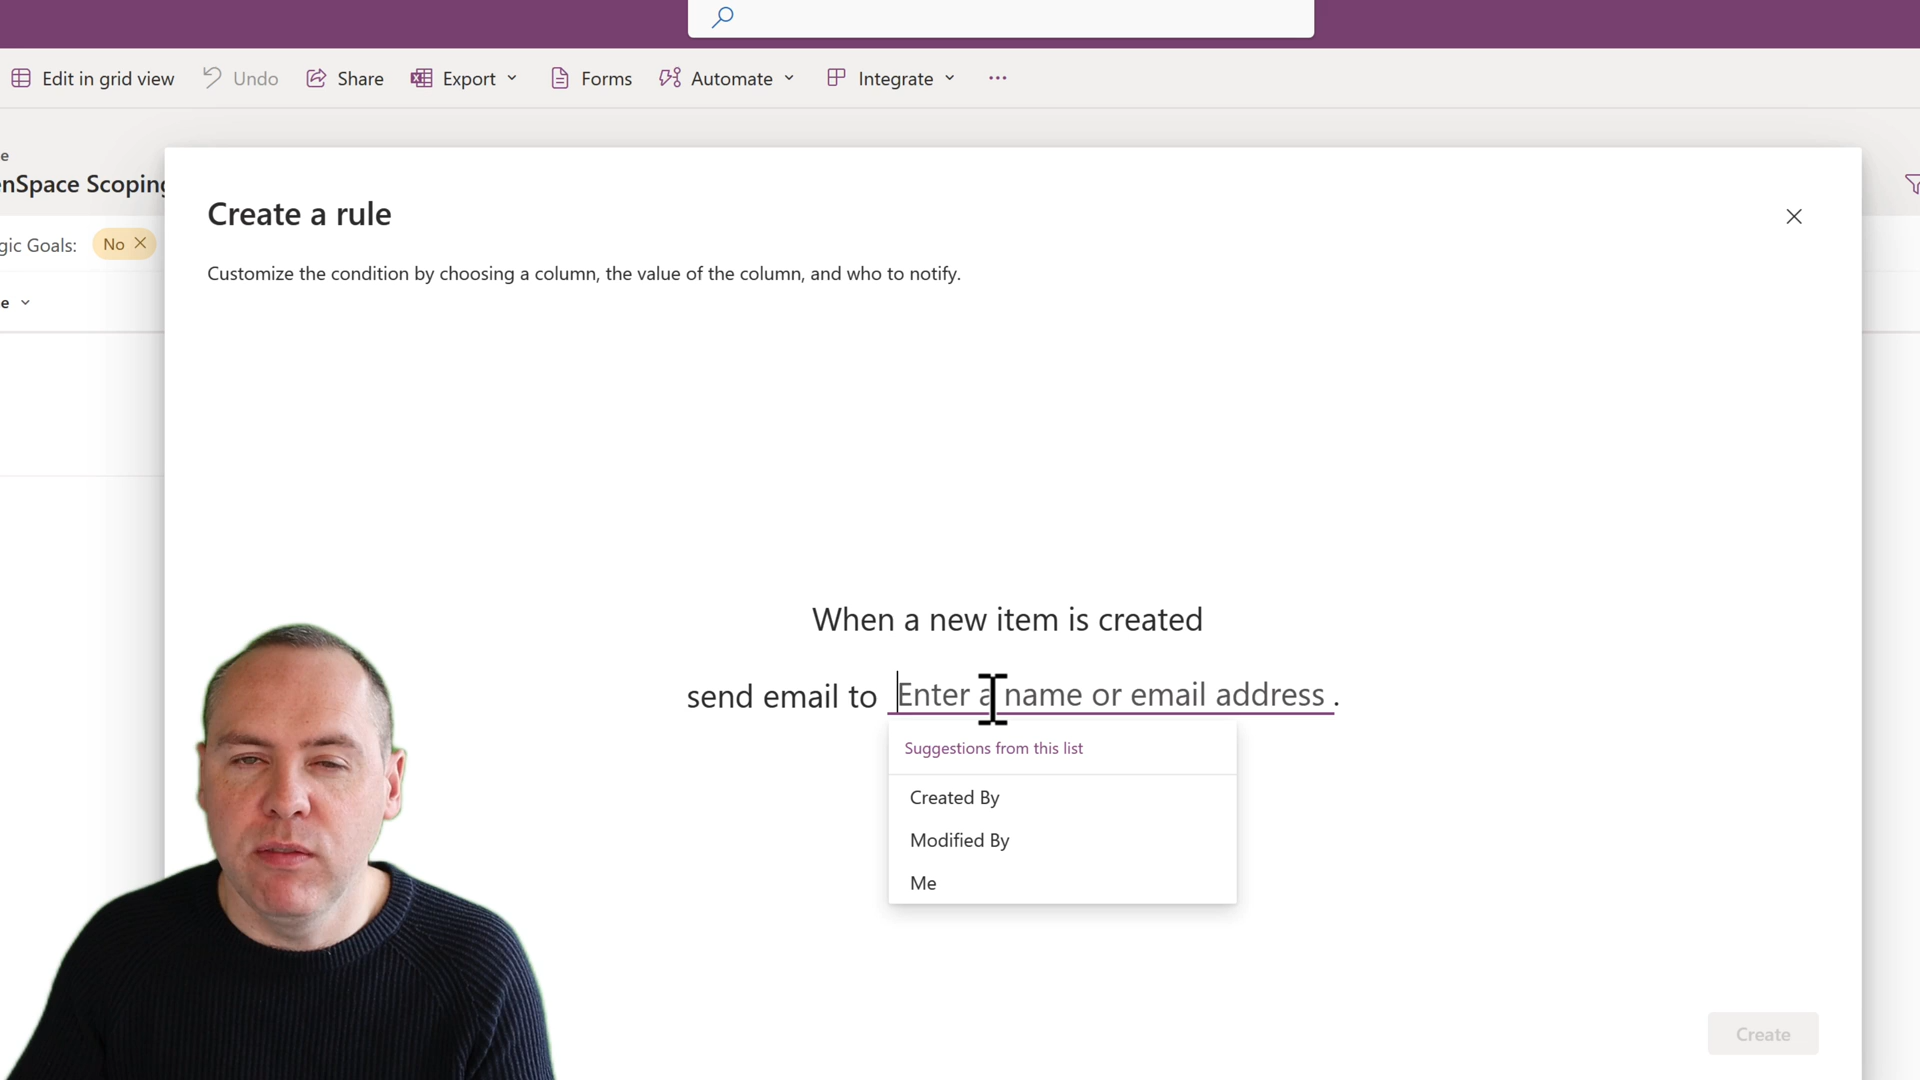 Edit in grid view Undo Share Export Forms Automate Integrate ...
e
enSpace Scoping
gic Goals: No
e
Create a rule
Customize the condition by choosing a column, the value of the column, and who to notify.
When a new item is created
send email to Enter a name or email address .
Suggestions from this list
Created By
Modified By
Me
Create